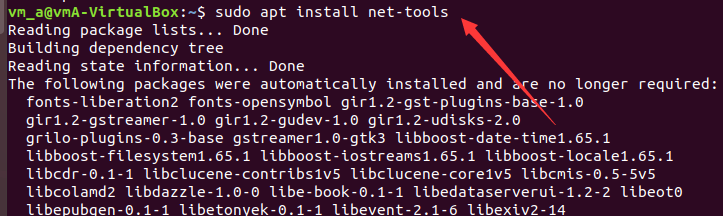 vm_a@vmA-VirtualBox:~$ sudo apt install net-tools
Reading package lists... Done
Building dependency tree
Reading state information... Done
The following packages were automatically installed and are no longer required:
fonts-liberation2 fonts-opensymbol gir1.2-gst-plugins-base-1.0
gir1.2-gstreamer-1.0 gir1.2-gudev-1.0 gir1.2-udisks-2.0
grilo-plugins-0.3-base gstreamer1.0-gtk3 libboost-date-time1.65.1
libboost-filesystem1.65.1 libboost-iostreams1.65.1 libboost-locale1.65.1
libcdr-0.1-1 libclucene-contribs1v5 libclucene-core1v5 libcmis-0.5-5v5
libcolamd2 libdazzle-1.0-0 libe-book-0.1-1 libedataserverui-1.2-2 libeot0
libepubgen-0.1-1 libetonyek-0.1-1 libevent-2.1-6 libexiv2-14